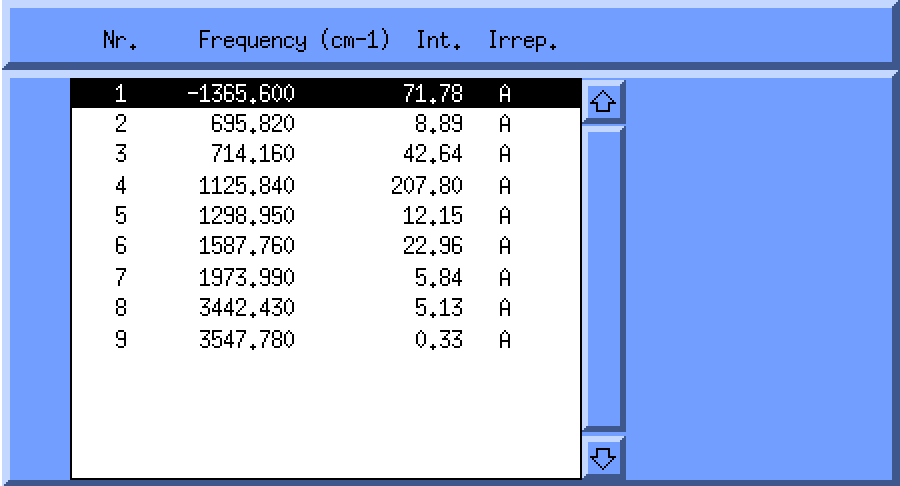 Nr. Frequency (cm-1) Int. Irrep.
1 -1365.600 71.78 A
2 695.820 8.89 A
3 714.160 42.64 A
4 1125.840 207.80 A
5 1298.950 12.15 A
6 1587.760 22.96 A
7 1973.990 5.84 A
8 3442.430 5.13 A
9 3547.780 0.33 A